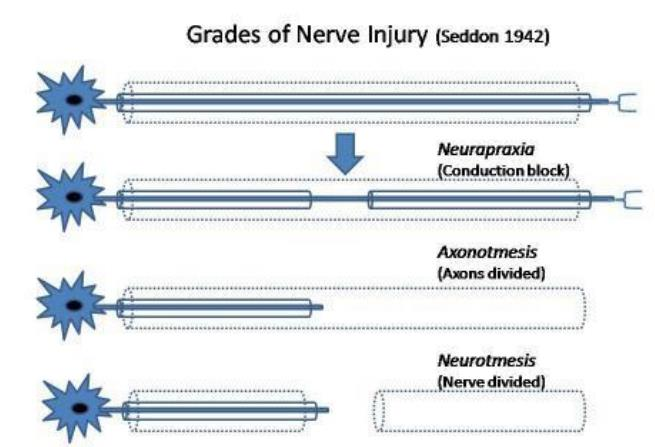 Grades of Nerve Injury (Seddon 1942)
Neurapraxia
(Conduction block)
Axonotmesis
(Axons divided)
Neurotmesis
(Nerve divided)